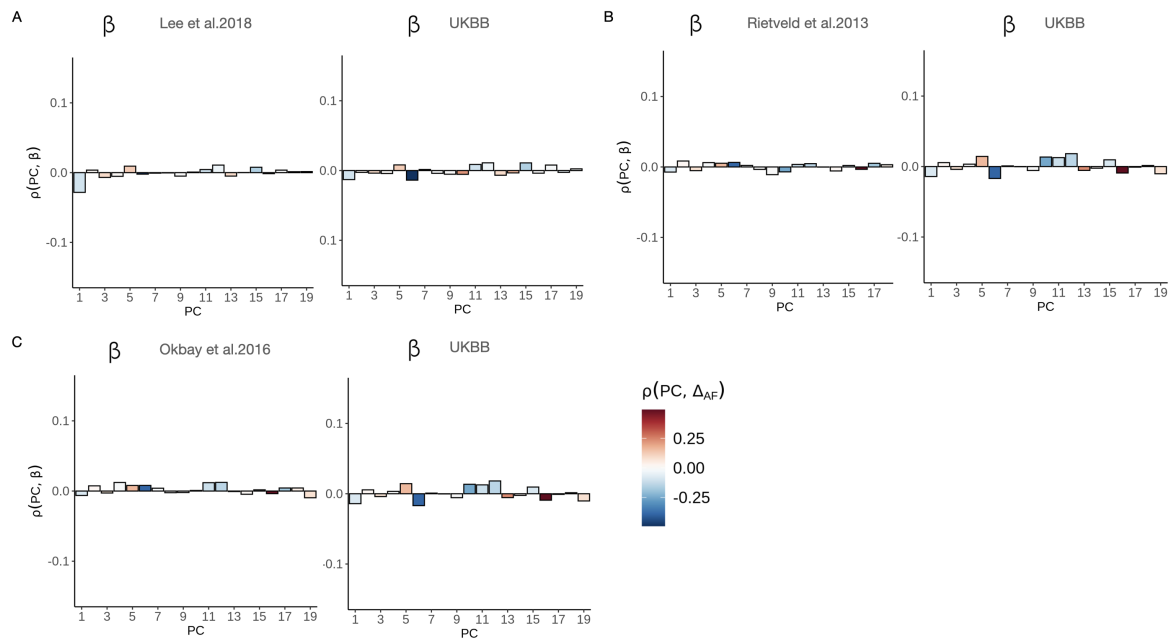 A
β Lee et al.2018
β UKBB
0.1
0.0
-0.1
ρ(PC, β)
1 3 5 7 9 11 13 15 17 19
PC
0.1
0.0
0.1
1 3 5 7 9 11 13 15 17 19
PC
B
β Rietveld et al.2013
β UKBB
0.1
0.0
-0.1
ρ(PC, β)
1 3 5 7 9 11 13 15 17
PC
0.1
0.0
-0.1
1 3 5 7 9 11 13 15 17 19
PC
C
β Okbay et al.2016
β UKBB
0.1
0.0
-0.1
ρ(PC, β)
1 3 5 7 9 11 13 15 17 19
PC
0.1
0.0
-0.1
1 3 5 7 9 11 13 15 17 19
PC
ρ(PC, Δ_AF)
0.25
0.00
-0.25